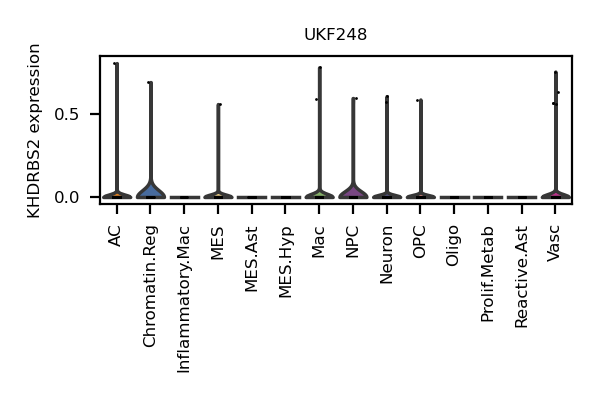 UKF248
KHDRBS2 expression
0.5
0.0
AC
Chromatin.Reg
Inflammatory.Mac
MES
MES.Ast
MES.Hyp
Mac
NPC
Neuron
OPC
Oligo
Prolif.Metab
Reactive.Ast
Vasc